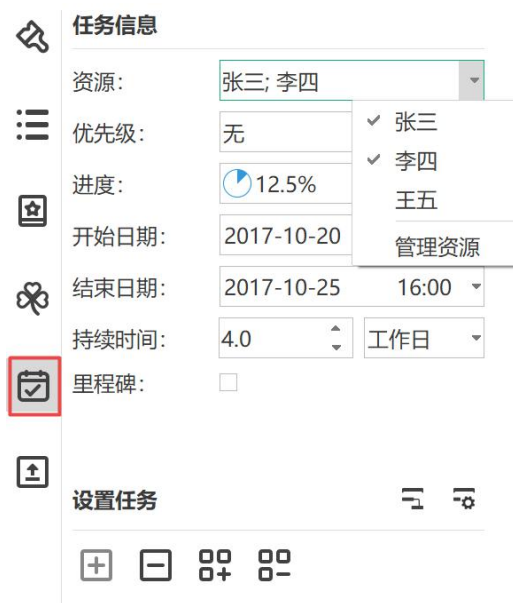 任务信息
资源： 张三; 李四
张三
优先级： 无
李四
进度： 12.5%
王五
开始日期： 2017-10-20
管理资源
结束日期： 2017-10-25 16:00
持续时间： 4.0 工作日
里程碑：
设置任务